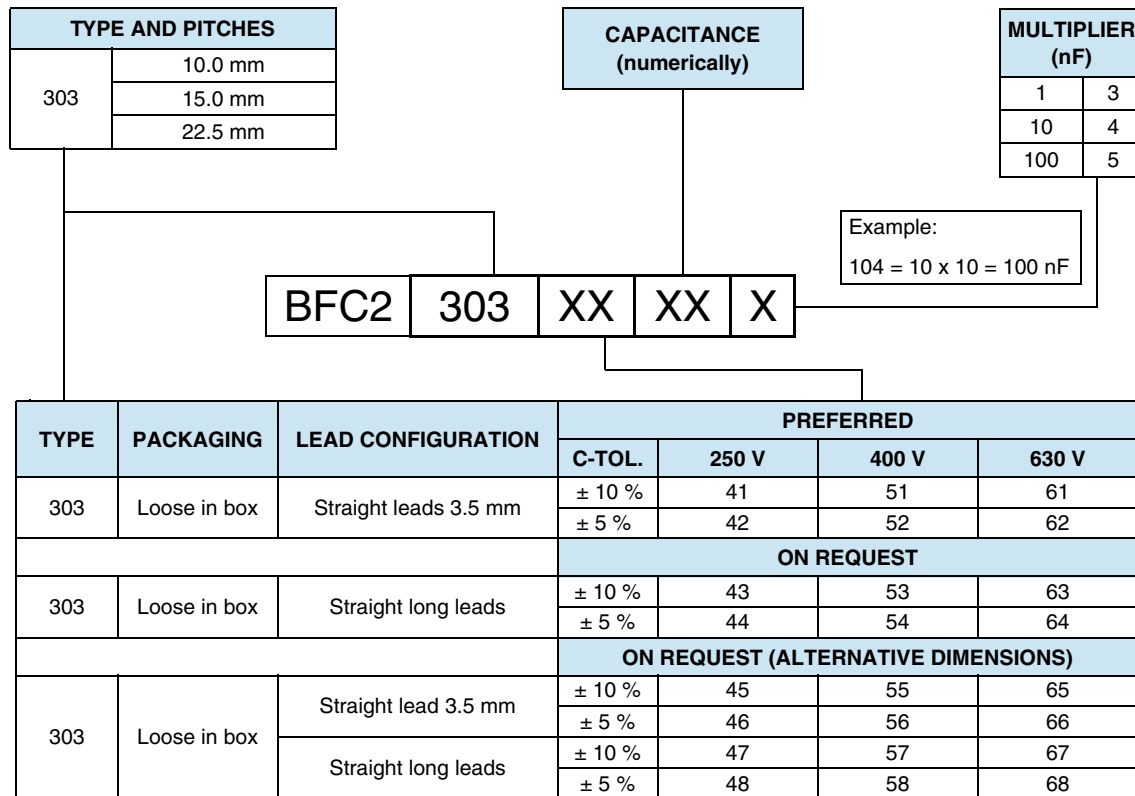 TYPE AND PITCHES
303
10.0 mm
15.0 mm
22.5 mm
CAPACITANCE
(numerically)
MULTIPLIER
(nF)
1 3
10 4
100 5
Example:
104 = 10 x 10 = 100 nF
BFC2 303 XX XX X
TYPE PACKAGING LEAD CONFIGURATION PREFERRED
C-TOL. 250 V 400 V 630 V
303 Loose in box Straight leads 3.5 mm
± 10 % 41 51 61
± 5 % 42 52 62
ON REQUEST
303 Loose in box Straight long leads
± 10 % 43 53 63
± 5 % 44 54 64
ON REQUEST (ALTERNATIVE DIMENSIONS)
303 Loose in box
Straight lead 3.5 mm
± 10 % 45 55 65
± 5 % 46 56 66
Straight long leads
± 10 % 47 57 67
± 5 % 48 58 68